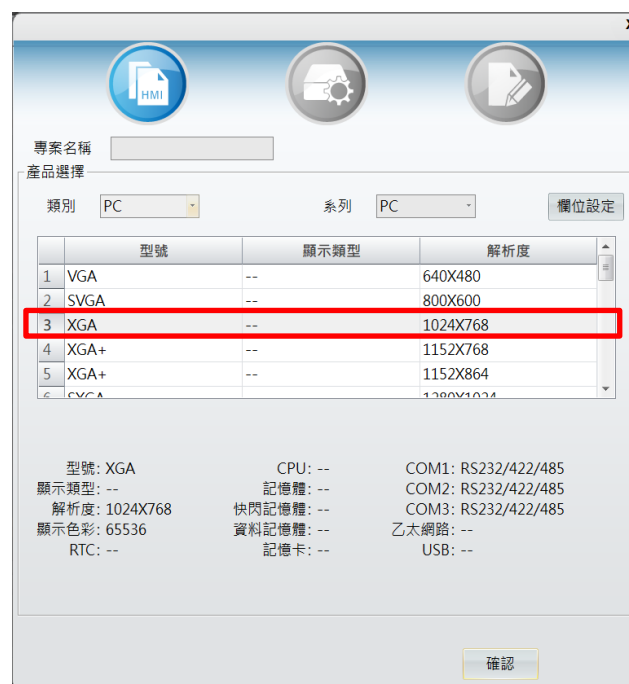 x
HMI
專案名稱
產品選擇
類別 PC 系列 PC 欄位設定
型號 顯示類型 解析度
1 VGA -- 640X480
2 SVGA -- 800X600
3 XGA -- 1024X768
4 XGA+ -- 1152X768
5 XGA+ -- 1152X864
6 SXGA 1280X1024
型號: XGA CPU: -- COM1: RS232/422/485
顯示類型: -- 記憶體: -- COM2: RS232/422/485
解析度: 1024X768 快閃記憶體: -- COM3: RS232/422/485
顯示色彩: 65536 資料記憶體: -- 乙太網路: --
RTC: -- 記憶卡: -- USB: --
確認